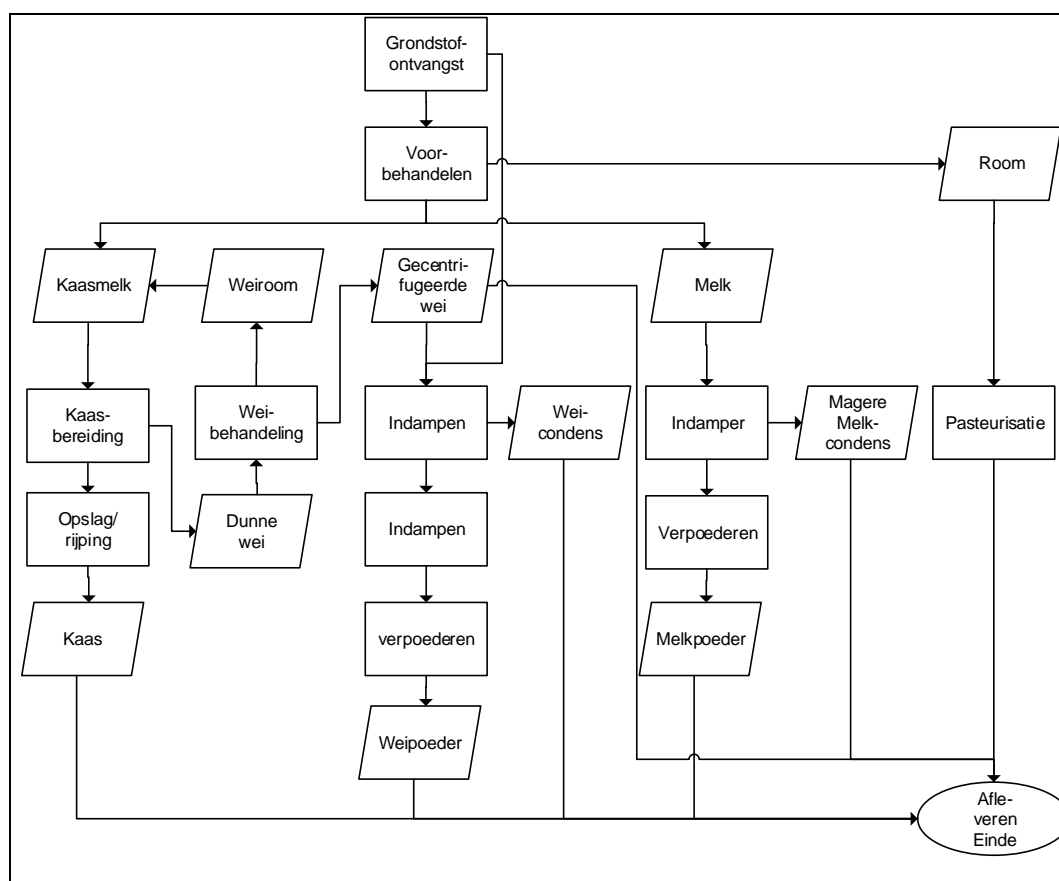 Grondstof-
ontvangst
Voor-
behandelen
Room
Kaasmelk
Weiroom
Gecentri-
fugeerde
wei
Melk
Kaas-
bereiding
Wei-
behandeling
Indampen
Wei-
condens
Indamper
Magere
Melk-
condens
Pasteurisatie
Opslag/
rijping
Dunne
wei
Indampen
Verpoederen
Kaas
verpoederen
Melkpoeder
Weipoeder
Afle-
veren
Einde